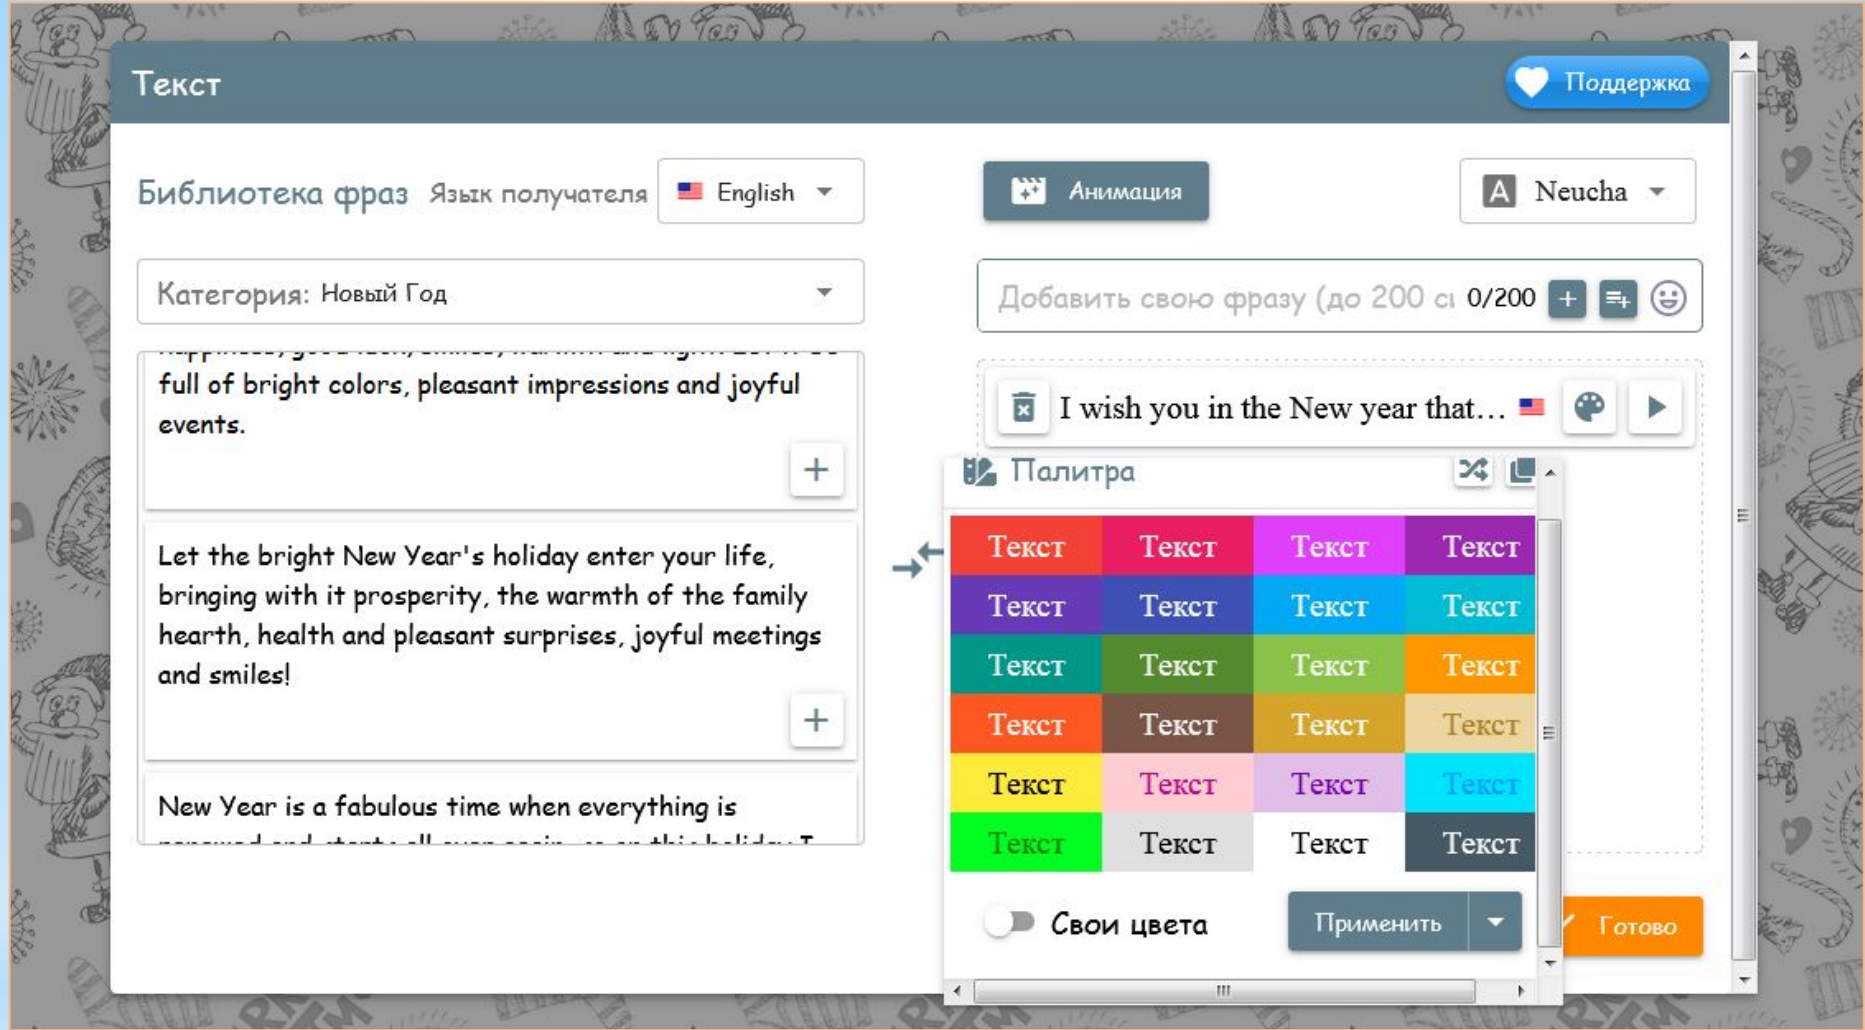 Текст
Поддержка
Библиотека фраз Язык получателя English
Анимация
Neucha
Категория: Новый Год
Добавить свою фразу (до 200 си 0/200
full of bright colors, pleasant impressions and joyful
events.
Let the bright New Year's holiday enter your life,
bringing with it prosperity, the warmth of the family
hearth, health and pleasant surprises, joyful meetings
and smiles!
New Year is a fabulous time when everything is
I wish you in the New year that...
Палитра
Текст Текст Текст Текст
Текст Текст Текст Текст
Текст Текст Текст Текст
Текст Текст Текст Текст
Текст Текст Текст Текст
Текст Текст Текст Текст
Свои цвета
Применить
Готово